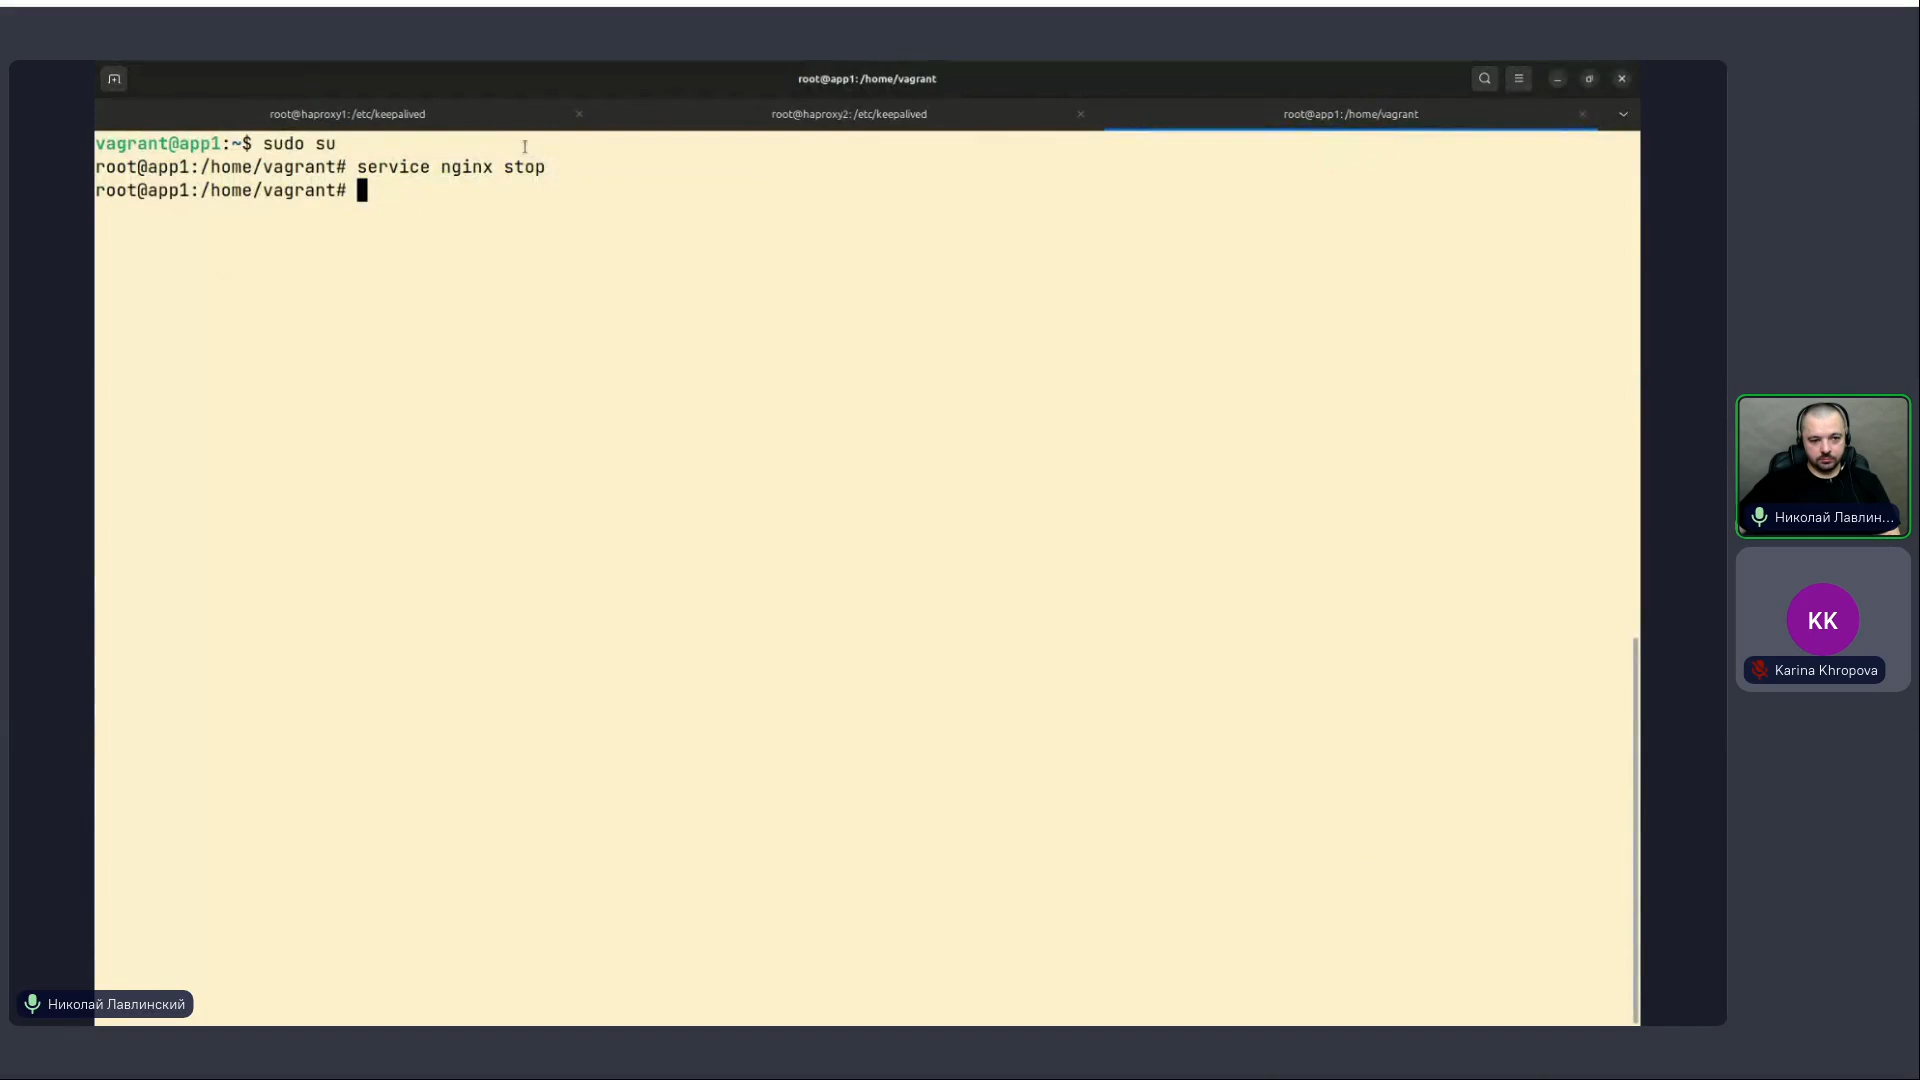 root@app1:/home/vagrant
root@haproxy1:/etc/keepalived
root@haproxy2:/etc/keepalived
root@app1:/home/vagrant
vagrant@app1:~$ sudo su
root@app1:/home/vagrant# service nginx stop
root@app1:/home/vagrant#
Николай Лавлин...
KK
Karina Khropova
Николай Лавлинский